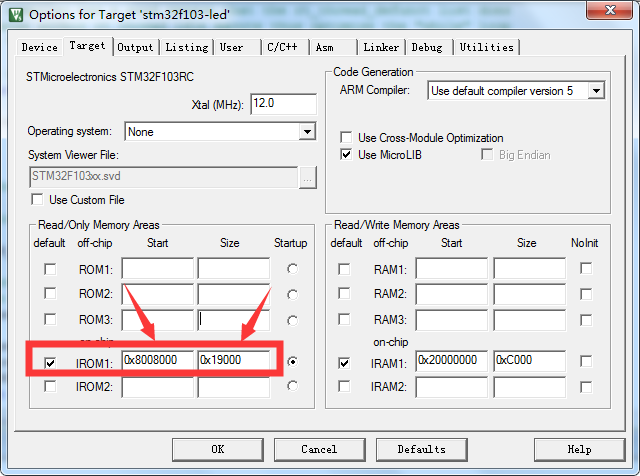 Options for Target 'stm32f103-led'
Device Target Output Listing User C/C++ Asm Linker Debug Utilities
STMicroelectronics STM32F103RC
Xtal (MHz): 12.0
Operating system: None
System Viewer File:
STM32F103xx.svd ...
Use Custom File
Code Generation
ARM Compiler: Use default compiler version 5
Use Cross-Module Optimization
Use MicroLIB Big Endian
Read/Only Memory Areas
default off-chip Start Size Startup
ROM1:
ROM2:
ROM3:
on-chip
IROM1: 0x8008000 0x19000
IROM2:
Read/Write Memory Areas
default off-chip Start Size NoInit
RAM1:
RAM2:
RAM3:
on-chip
IRAM1: 0x20000000 0xC000
IRAM2:
OK Cancel Defaults Help